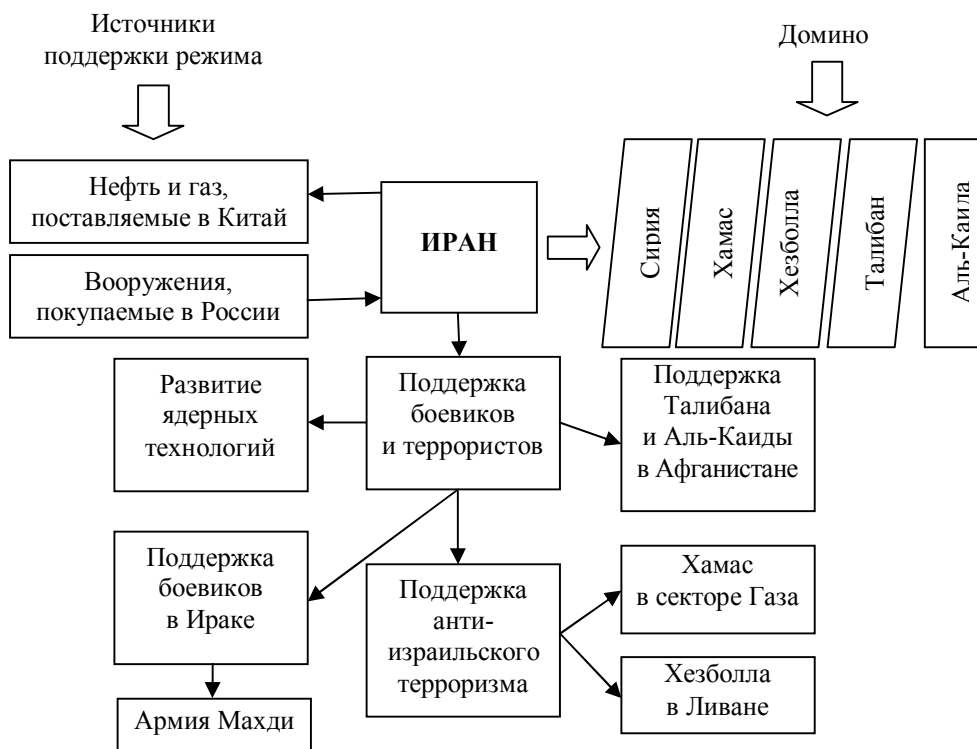 Источники
поддержки режима
Домино
Нефть и газ,
поставляемые в Китай
ИРАН
Вооружения,
покупаемые в России
Сирия
Хамас
Хезболла
Талибан
Аль-Каида
Развитие
ядерных
технологий
Поддержка
боевиков
и террористов
Поддержка
Талибана
и Аль-Каиды
в Афганистане
Поддержка
боевиков
в Ираке
Поддержка
анти-
израильского
терроризма
Хамас
в секторе Газа
Хезболла
в Ливане
Армия Махди